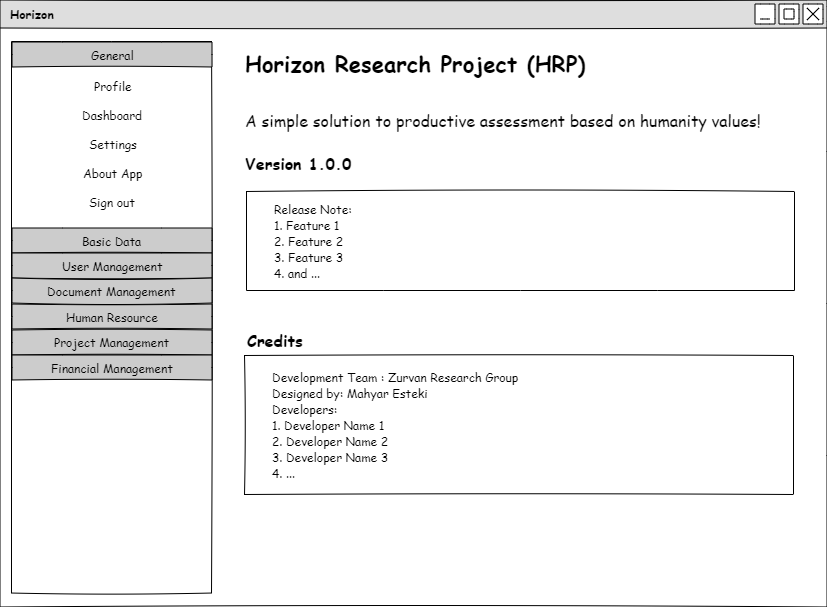 Horizon
General
Profile
Dashboard
Settings
About App
Sign out
Basic Data
User Management
Document Management
Human Resource
Project Management
Financial Management
Horizon Research Project (HRP)
A simple solution to productive assessment based on humanity values!
Version 1.0.0
Release Note:
1. Feature 1
2. Feature 2
3. Feature 3
4. and ...
Credits
Development Team : Zurvan Research Group
Designed by: Mahyar Esteki
Developers:
1. Developer Name 1
2. Developer Name 2
3. Developer Name 3
4. ...